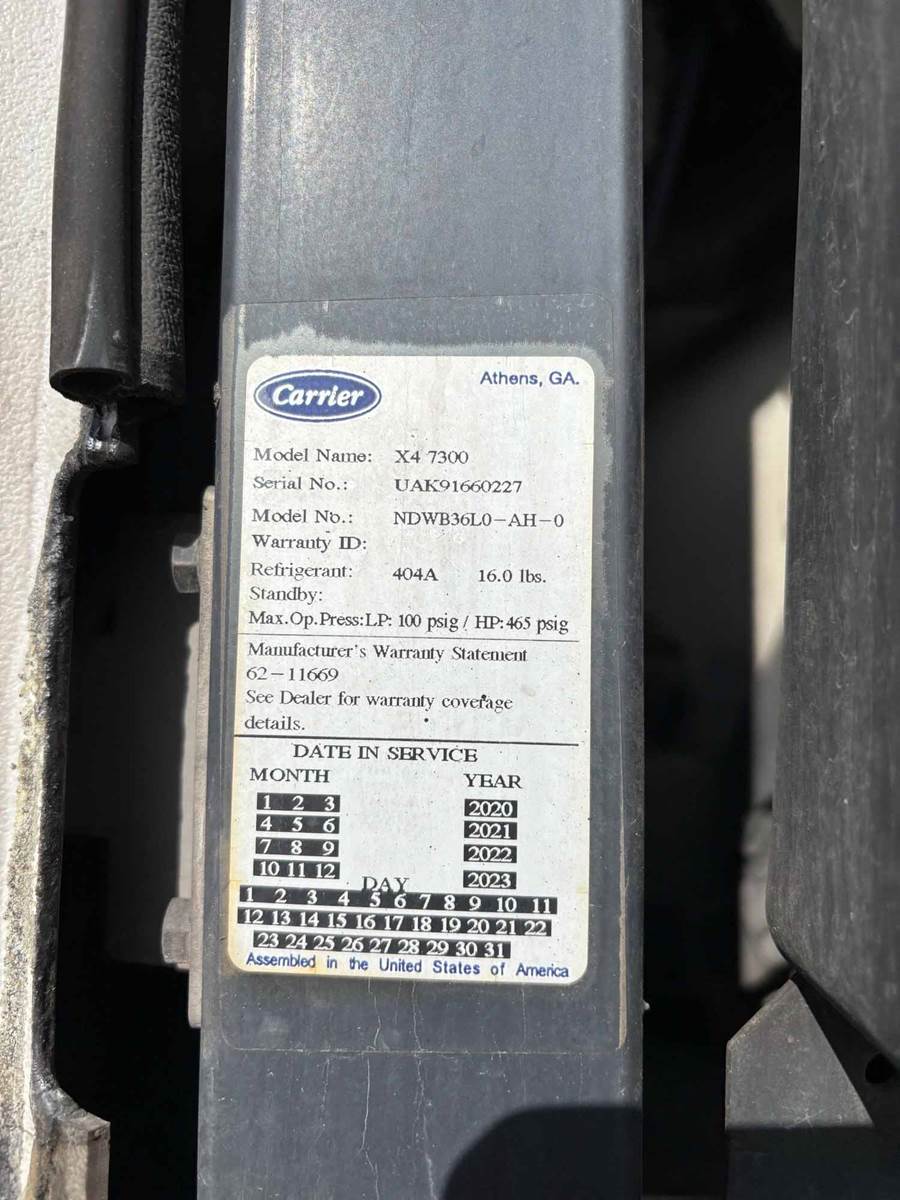 Carrier
Athens, GA.
Model Name: X4 7300
Serial No.: UAK91660227
Model No.: NDWB36L0-AH-0
Warranty ID:
Refrigerant: 404A 16.0 lbs.
Standby:
Max.Op.Press:LP: 100 psig / HP:465 psig
Manufacturer's Warranty Statement
62-11669
See Dealer for warranty coverage
details.
DATE IN SERVICE
MONTH YEAR
1 2 3 2020
4 5 6 2021
7 8 9 2022
10 11 12 2023
DAY
1 2 3 4 5 6 7 8 9 10 11
12 13 14 15 16 17 18 19 20 21 22
23 24 25 26 27 28 29 30 31
Assembled in the United States of America